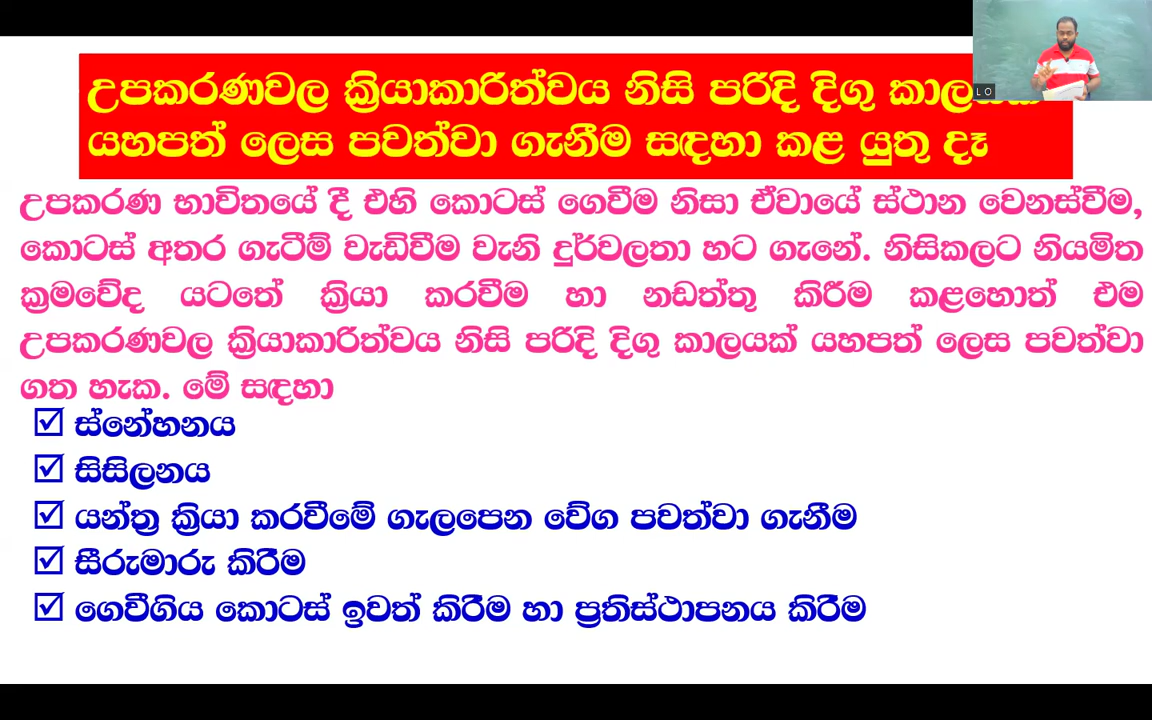 උපකරණවල ක්‍රියාකාරිත්වය නිසි පරිදි දිගු
යහපත් ලෙස පවත්වා ගැනීම සඳහා කළ යුතු දෑ
L O
උපකරණ භාවිතයේ දී එහි කොටස් ගෙවීම නිසා ඒවායේ ස්ථාන වෙනස්වීම,
කොටස් අතර ගැටීම් වැඩිවීම වැනි දුර්වලතා හට ගැනේ. නිසිකලට නියමිත
ක්‍රමවේද යටතේ ක්‍රියා කරවීම හා නඩත්තු කිරීම කළහොත් එම
උපකරණවල ක්‍රියාකාරීත්වය නිසි පරිදි දිගු කාලයක් යහපත් ලෙස පවත්වා
ගත හැක. මේ සඳහා
ස්නේහනය
සිසිලනය
යන්ත්‍ර ක්‍රියා කරවීමේ ගැලපෙන වේග පවත්වා ගැනීම
සීරුමාරු කිරීම
ගෙවීගිය කොටස් ඉවත් කිරීම හා ප්‍රතිස්ථාපනය කිරීම